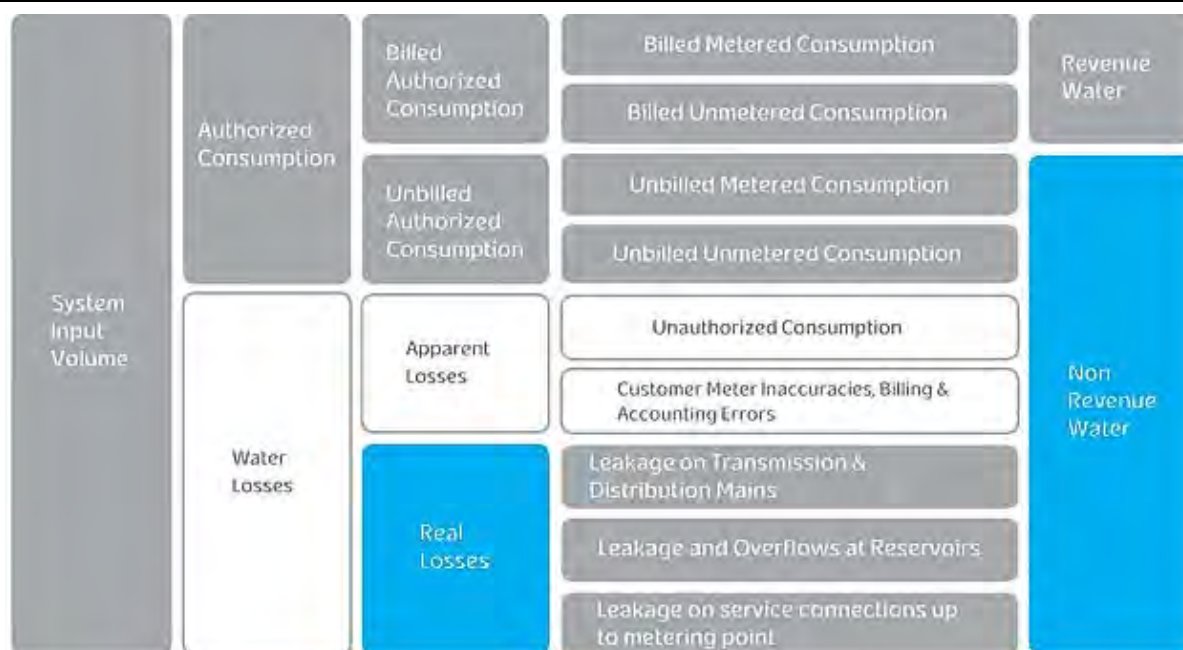 System
Input
Volume
Authorized
Consumption
Water
Losses
Billed
Authorized
Consumption
Unbilled
Authorized
Consumption
Apparent
Losses
Real
Losses
Billed Metered Consumption
Billed Unmetered Consumption
Unbilled Metered Consumption
Unbilled Unmetered Consumption
Unauthorized Consumption
Customer Meter Inaccuracies, Billing &
Accounting Errors
Leakage on Transmission &
Distribution Mains
Leakage and Overflows at Reservoirs
Leakage on service connections up
to metering point
Revenue
Water
Non
Revenue
Water